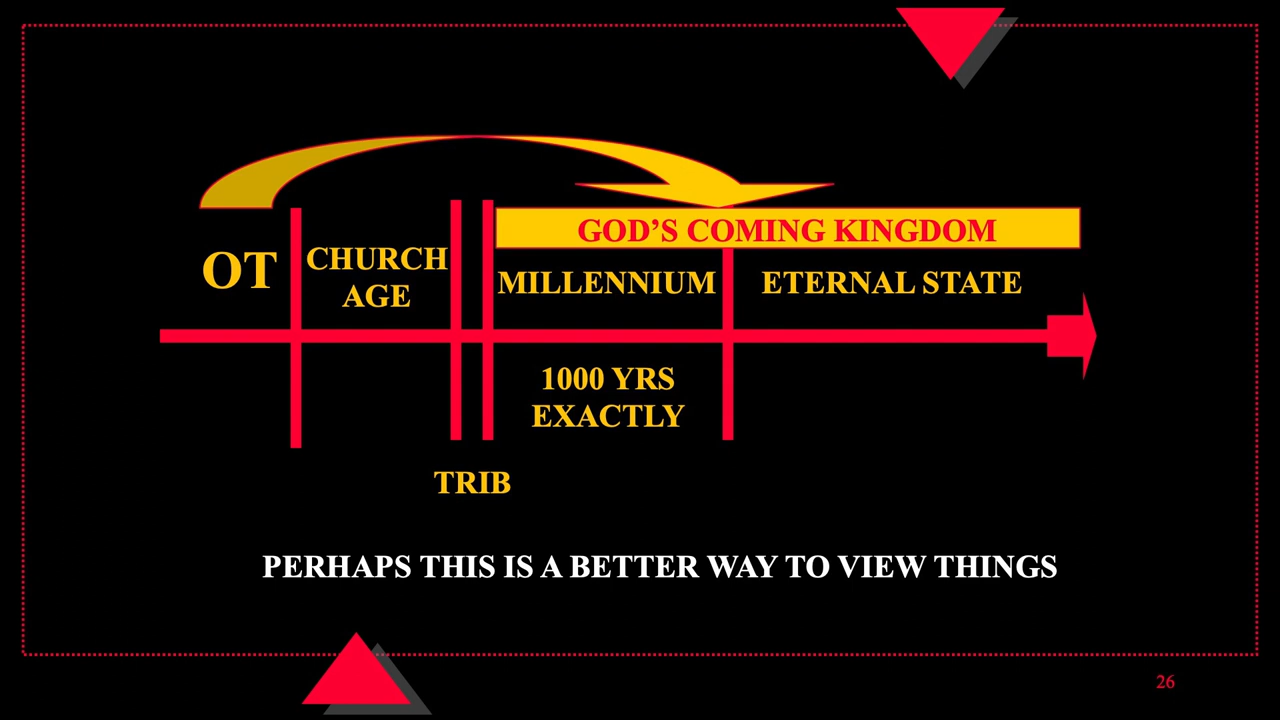 GOD’S COMING KINGDOM
OT
CHURCH
AGE
MILLENNIUM
ETERNAL STATE
1000 YRS
EXACTLY
TRIB
PERHAPS THIS IS A BETTER WAY TO VIEW THINGS
26